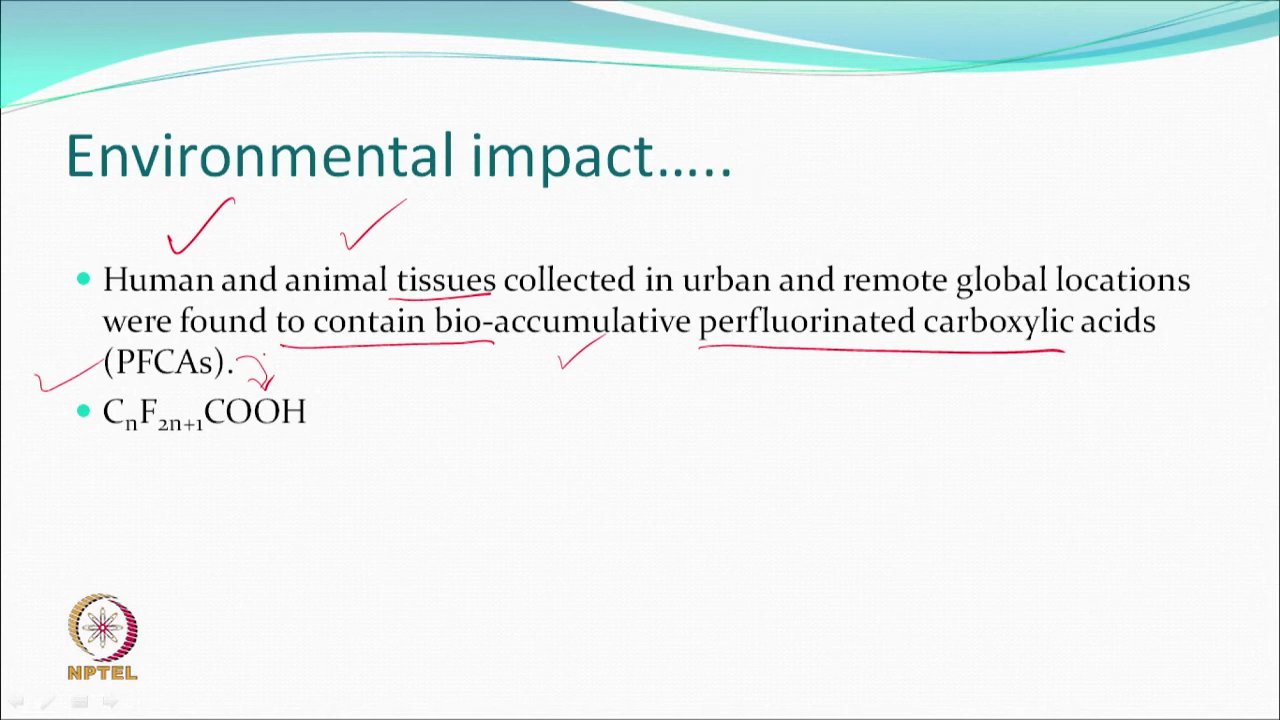 Environmental impact…..
Human and animal tissues collected in urban and remote global locations
were found to contain bio-accumulative perfluorinated carboxylic acids
(PFCAs).
CnF2n+1COOH
NPTEL